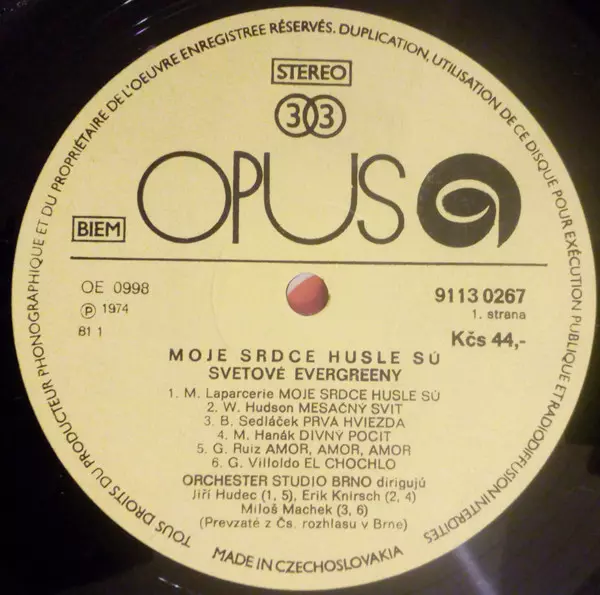 TOUS DROITS DU PRODUCTEUR PHONOGRAPHIQUE ET DU PROPRIÉTAIRE DE L'OEUVRE ENREGISTREE RÉSERVÉS. DUPLICATION, UTILISATION DE CE DISQUE POUR EXÉCUTION PUBLIQUE ET RADIODIFFUSION INTERDITES
STEREO
33
OPUS
BIEM
OE 0998
℗ 1974
81 1
9113 0267
1. strana
Kčs 44,-
MOJE SRDCE HUSLE SÚ
SVETOVÉ EVERGREENY
1. M. Laparcerie MOJE SRDCE HUSLE SÚ
2. W. Hudson MESAČNÝ SVIT
3. B. Sedláček PRVÁ HVIEZDA
4. M. Hanák DIVNÝ POCIT
5. G. Ruiz AMOR, AMOR, AMOR
6. G. Villoldo EL CHOCHLO
ORCHESTER STUDIO BRNO dirigujú
Jiří Hudec (1, 5), Erik Knirsch (2, 4)
Miloš Machek (3, 6)
(Prevzaté z Čs. rozhlasu v Brne)
MADE IN CZECHOSLOVAKIA